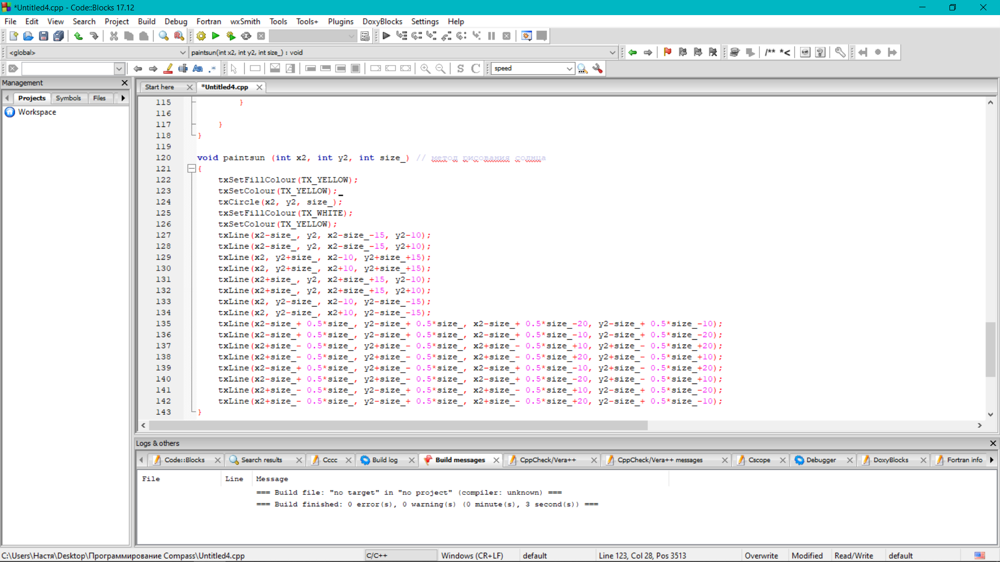 *Untitled4.cpp - Code::Blocks 17.12
File Edit View Search Project Build Debug Fortran wxSmith Tools Tools+ Plugins DoxyBlocks Settings Help
<global> paintsun(int x2, int y2, int size_) : void
/** *<
Aa .* S C speed
Management
Start here *Untitled4.cpp
Projects Symbols Files
Workspace
115 }
116
117 }
118 }
119
120 void paintsun (int x2, int y2, int size_) // метод рисования солнца
121 {
122 txSetFillColour(TX_YELLOW);
123 txSetColour(TX_YELLOW);
124 txCircle(x2, y2, size_);
125 txSetFillColour(TX_WHITE);
126 txSetColour(TX_YELLOW);
127 txLine(x2-size_, y2, x2-size_-15, y2-10);
128 txLine(x2-size_, y2, x2-size_-15, y2+10);
129 txLine(x2, y2+size_, x2-10, y2+size_+15);
130 txLine(x2, y2+size_, x2+10, y2+size_+15);
131 txLine(x2+size_, y2, x2+size_+15, y2-10);
132 txLine(x2+size_, y2, x2+size_+15, y2+10);
133 txLine(x2, y2-size_, x2-10, y2-size_-15);
134 txLine(x2, y2-size_, x2+10, y2-size_-15);
135 txLine(x2-size_+ 0.5*size_, y2-size_+ 0.5*size_, x2-size_+ 0.5*size_-20, y2-size_+ 0.5*size_-10);
136 txLine(x2-size_+ 0.5*size_, y2-size_+ 0.5*size_, x2-size_+ 0.5*size_-10, y2-size_+ 0.5*size_-20);
137 txLine(x2+size_- 0.5*size_, y2+size_- 0.5*size_, x2+size_- 0.5*size_+10, y2+size_- 0.5*size_+20);
138 txLine(x2+size_- 0.5*size_, y2+size_- 0.5*size_, x2+size_- 0.5*size_+20, y2+size_- 0.5*size_+10);
139 txLine(x2-size_+ 0.5*size_, y2+size_- 0.5*size_, x2-size_+ 0.5*size_-10, y2+size_- 0.5*size_+20);
140 txLine(x2-size_+ 0.5*size_, y2+size_- 0.5*size_, x2-size_+ 0.5*size_-20, y2+size_- 0.5*size_+10);
141 txLine(x2+size_- 0.5*size_, y2-size_+ 0.5*size_, x2+size_- 0.5*size_+10, y2-size_+ 0.5*size_-20);
142 txLine(x2+size_- 0.5*size_, y2-size_+ 0.5*size_, x2+size_- 0.5*size_+20, y2-size_+ 0.5*size_-10);
143 }
Logs & others
Code::Blocks Search results Cccc Build log Build messages CppCheck/Vera++ CppCheck/Vera++ messages Cscope Debugger DoxyBlocks Fortran info
File Line Message
=== Build file: "no target" in "no project" (compiler: unknown) ===
=== Build finished: 0 error(s), 0 warning(s) (0 minute(s), 3 second(s)) ===
C:\Users\Настя\Desktop\Программирование Compass\Untitled4.cpp C/C++ Windows (CR+LF) default Line 123, Col 28, Pos 3513 Overwrite Modified Read/Write default